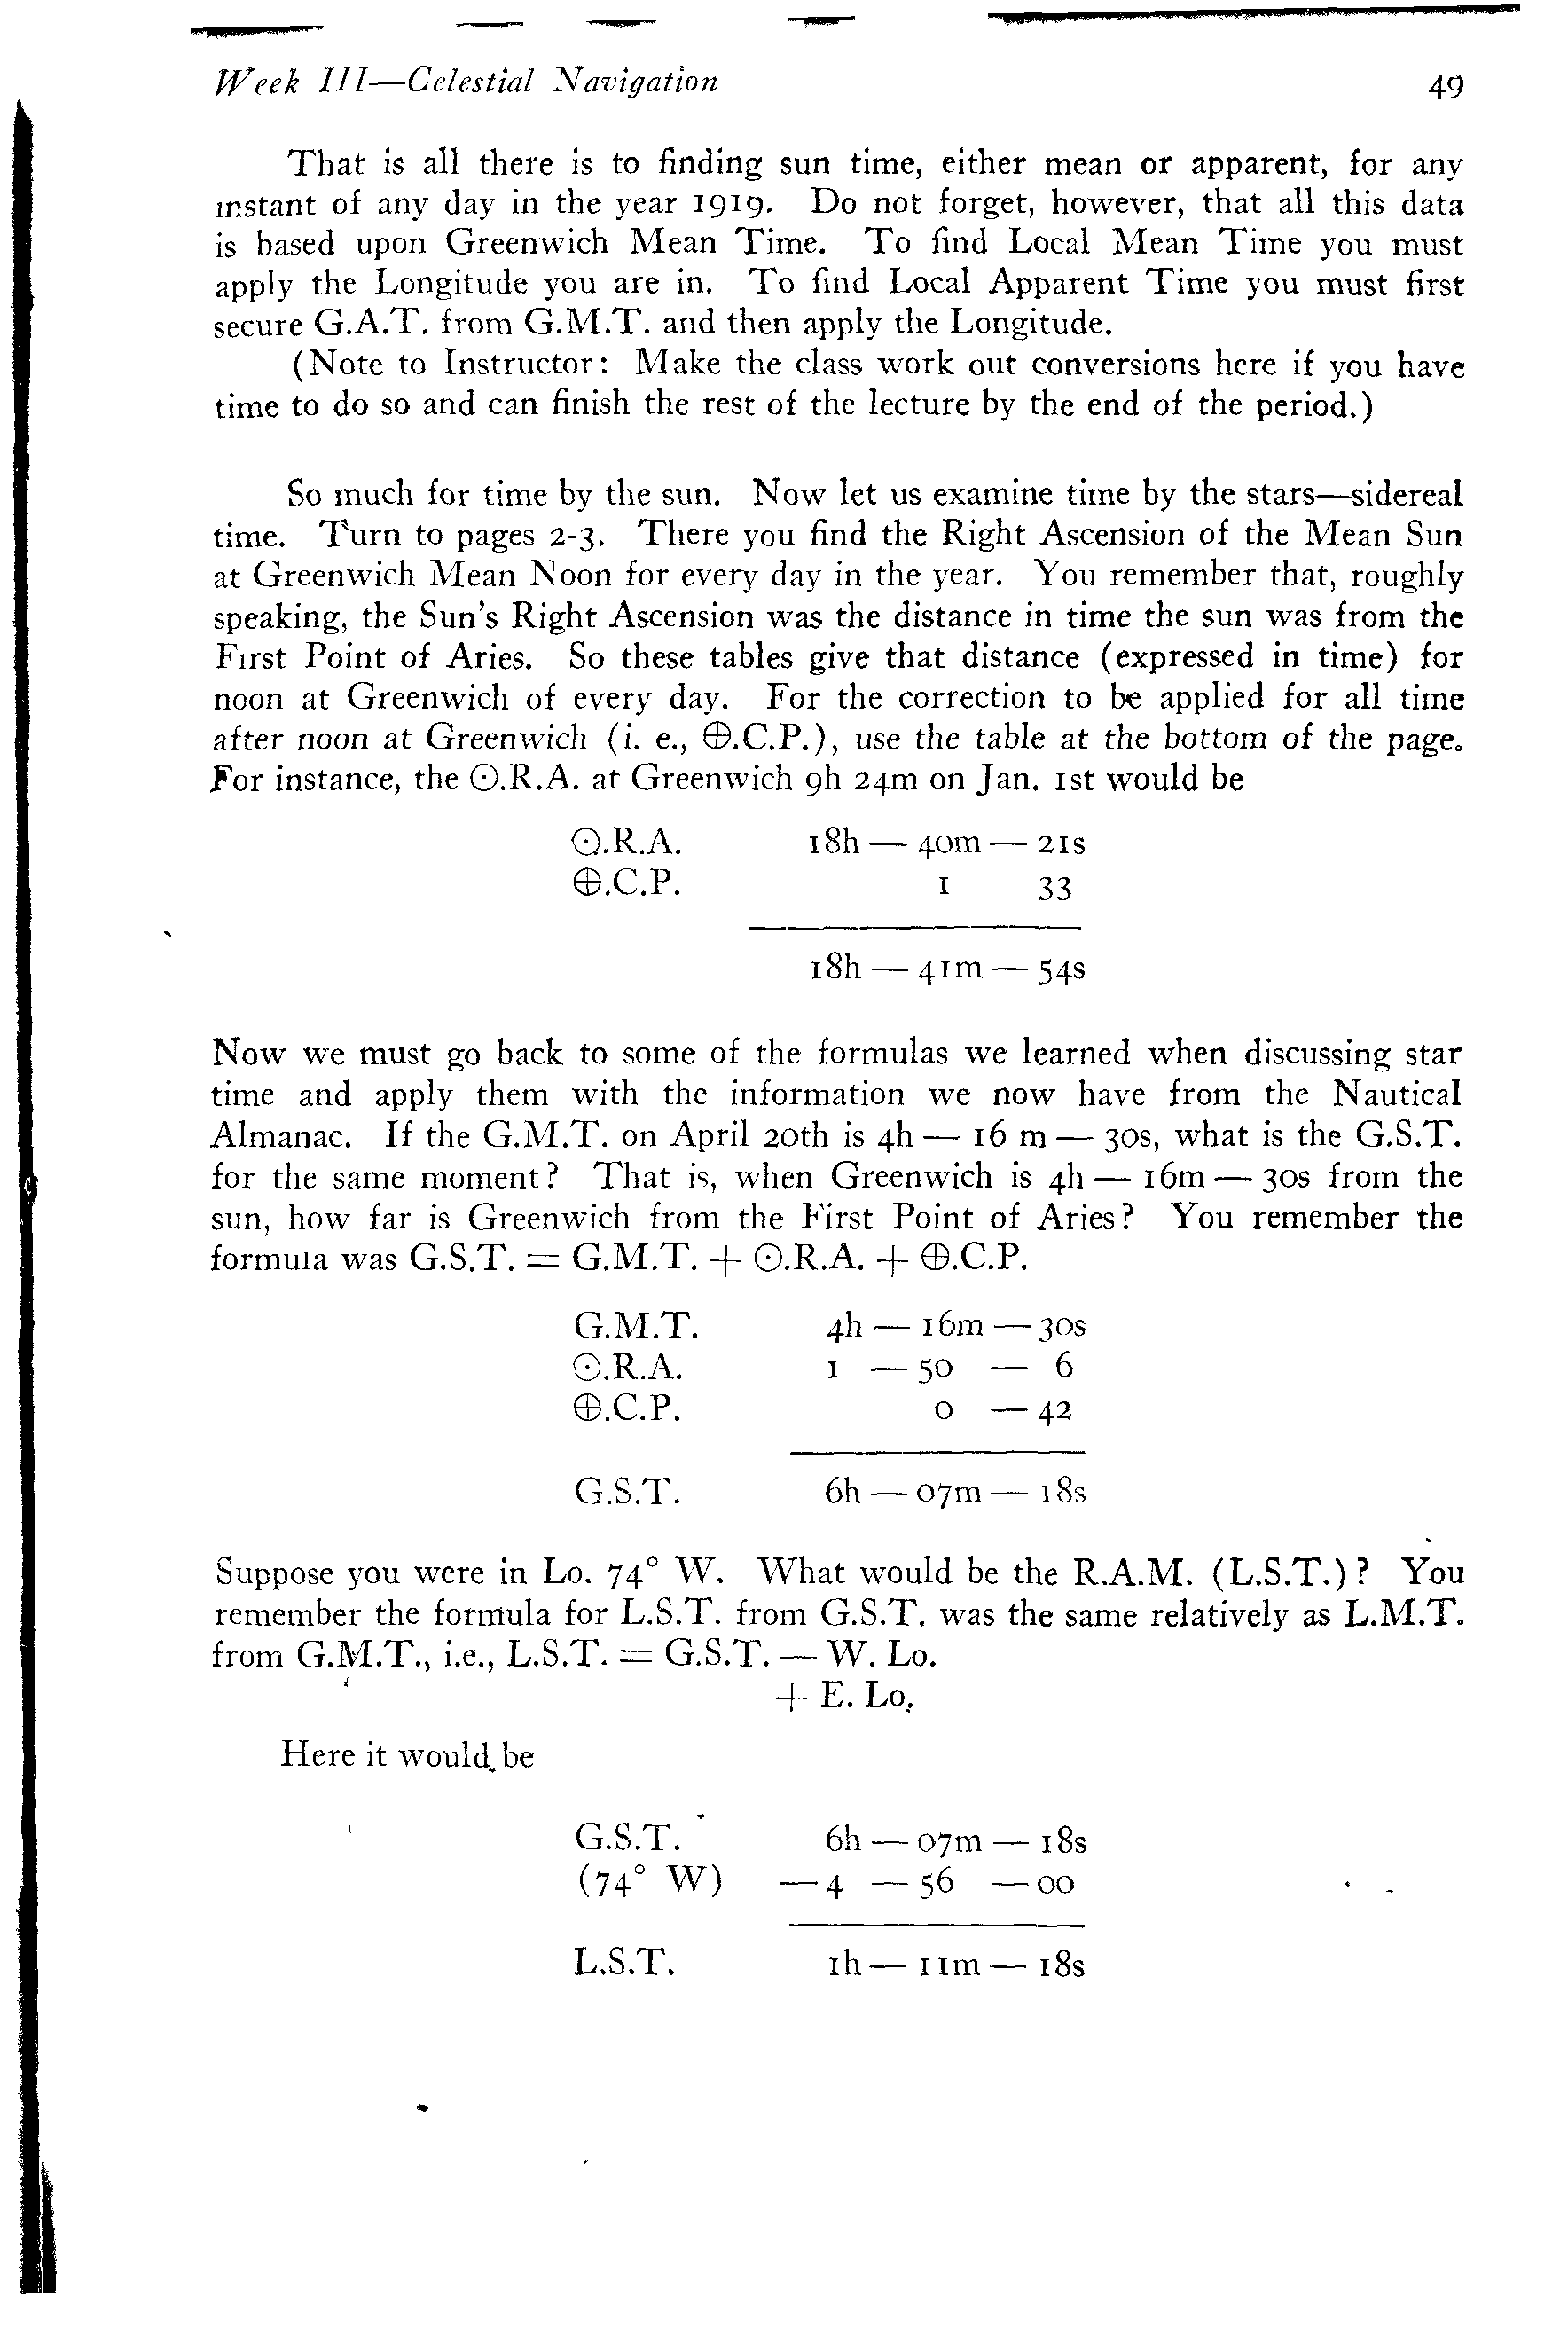 Week III—Celestial Navigation 49
That is all there is to finding sun time, either mean or apparent, for any
instant of any day in the year 1919. Do not forget, however, that all this data
is based upon Greenwich Mean Time. To find Local Mean Time you must
apply the Longitude you are in. To find Local Apparent Time you must first
secure G.A.T. from G.M.T. and then apply the Longitude.
(Note to Instructor: Make the class work out conversions here if you have
time to do so and can finish the rest of the lecture by the end of the period.)
So much for time by the sun. Now let us examine time by the stars—sidereal
time. Turn to pages 2-3. There you find the Right Ascension of the Mean Sun
at Greenwich Mean Noon for every day in the year. You remember that, roughly
speaking, the Sun's Right Ascension was the distance in time the sun was from the
First Point of Aries. So these tables give that distance (expressed in time) for
noon at Greenwich of every day. For the correction to be applied for all time
after noon at Greenwich (i. e., ⊕.C.P.), use the table at the bottom of the page.
For instance, the ⊙.R.A. at Greenwich 9h 24m on Jan. 1st would be
⊙.R.A. 18h — 40m — 21s
⊕.C.P. 1 33
18h — 41m — 54s
Now we must go back to some of the formulas we learned when discussing star
time and apply them with the information we now have from the Nautical
Almanac. If the G.M.T. on April 20th is 4h — 16 m — 30s, what is the G.S.T.
for the same moment? That is, when Greenwich is 4h — 16m — 30s from the
sun, how far is Greenwich from the First Point of Aries? You remember the
formula was G.S.T. = G.M.T. + ⊙.R.A. + ⊕.C.P.
G.M.T. 4h — 16m — 30s
⊙.R.A. 1 — 50 — 6
⊕.C.P. 0 — 42
G.S.T. 6h — 07m — 18s
Suppose you were in Lo. 74° W. What would be the R.A.M. (L.S.T.)? You
remember the formula for L.S.T. from G.S.T. was the same relatively as L.M.T.
from G.M.T., i.e., L.S.T. = G.S.T. — W. Lo.
+ E. Lo.
Here it would be
G.S.T. 6h — 07m — 18s
(74° W) — 4 — 56 — 00
L.S.T. 1h — 11m — 18s